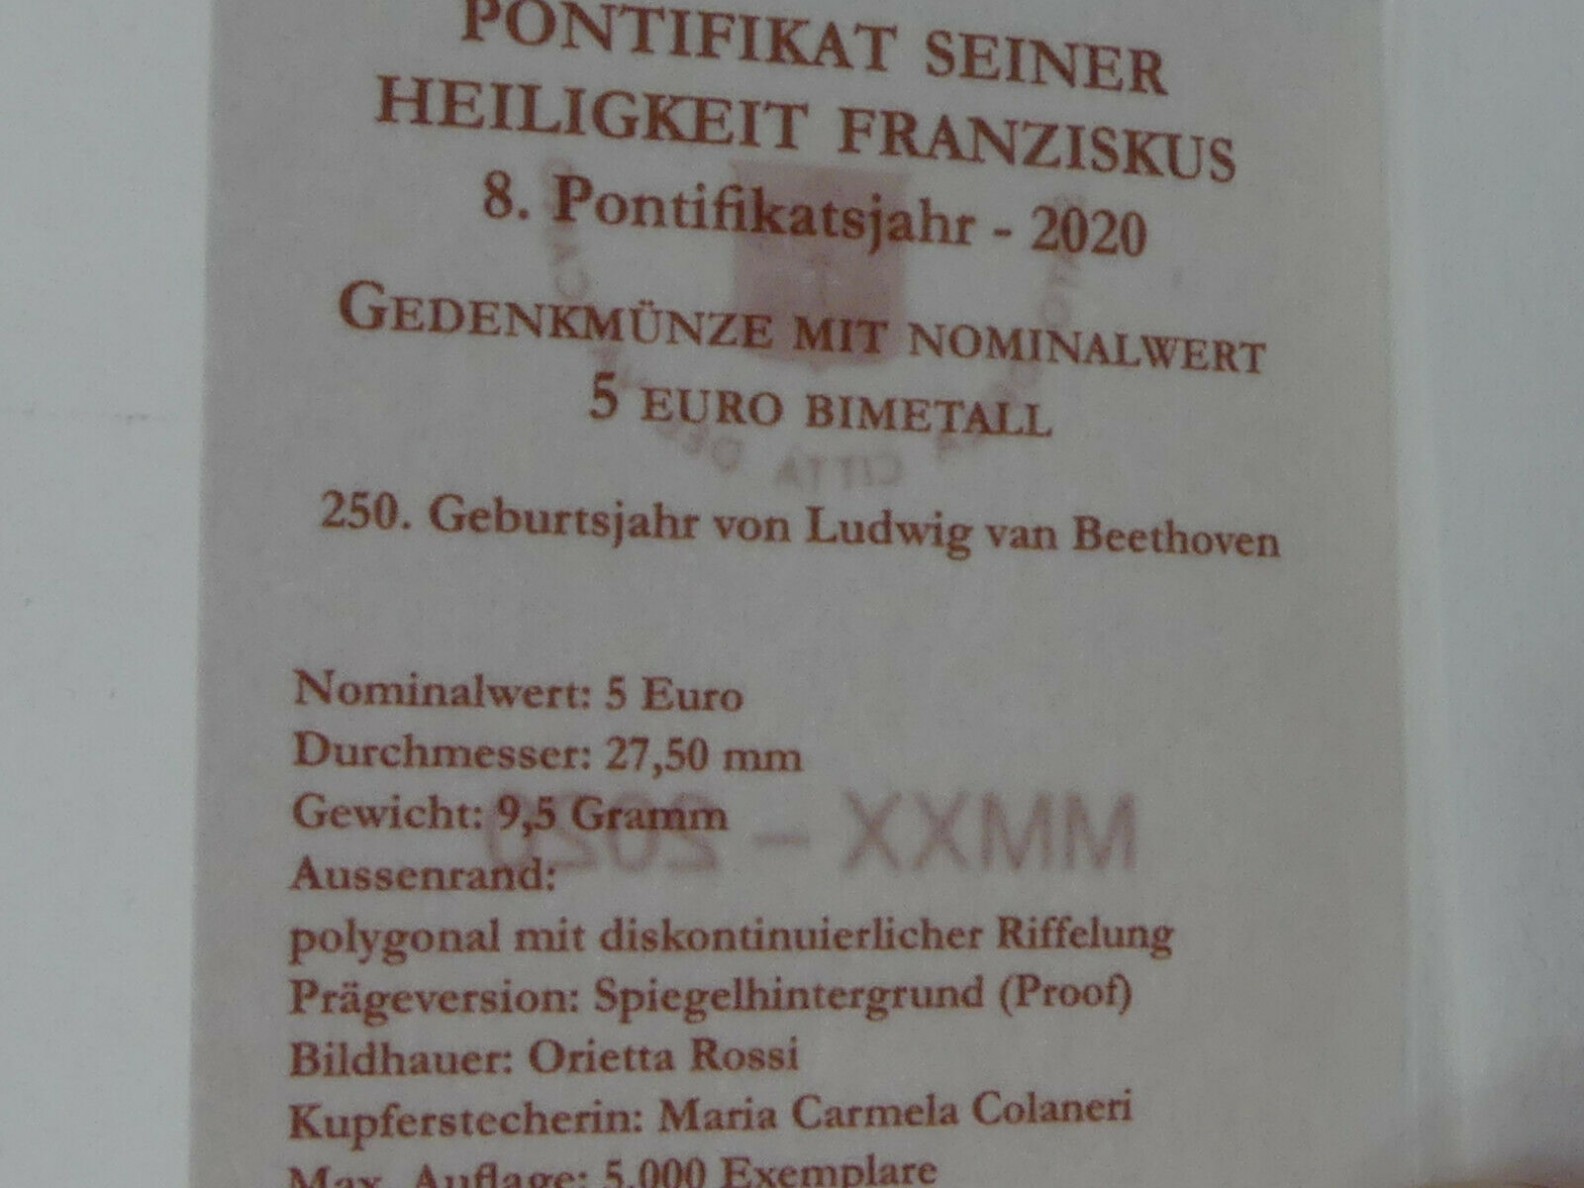 PONTIFIKAT SEINER
HEILIGKEIT FRANZISKUS
8. Pontifikatsjahr - 2020
GEDENKMÜNZE MIT NOMINALWERT
5 EURO BIMETALL
250. Geburtsjahr von Ludwig van Beethoven
Nominalwert: 5 Euro
Durchmesser: 27,50 mm
Gewicht: 9,5 Gramm
MMXX – 2020
Aussenrand:
polygonal mit diskontinuierlicher Riffelung
Prägeversion: Spiegelhintergrund (Proof)
Bildhauer: Orietta Rossi
Kupferstecherin: Maria Carmela Colaneri
Max. Auflage: 5.000 Exemplare